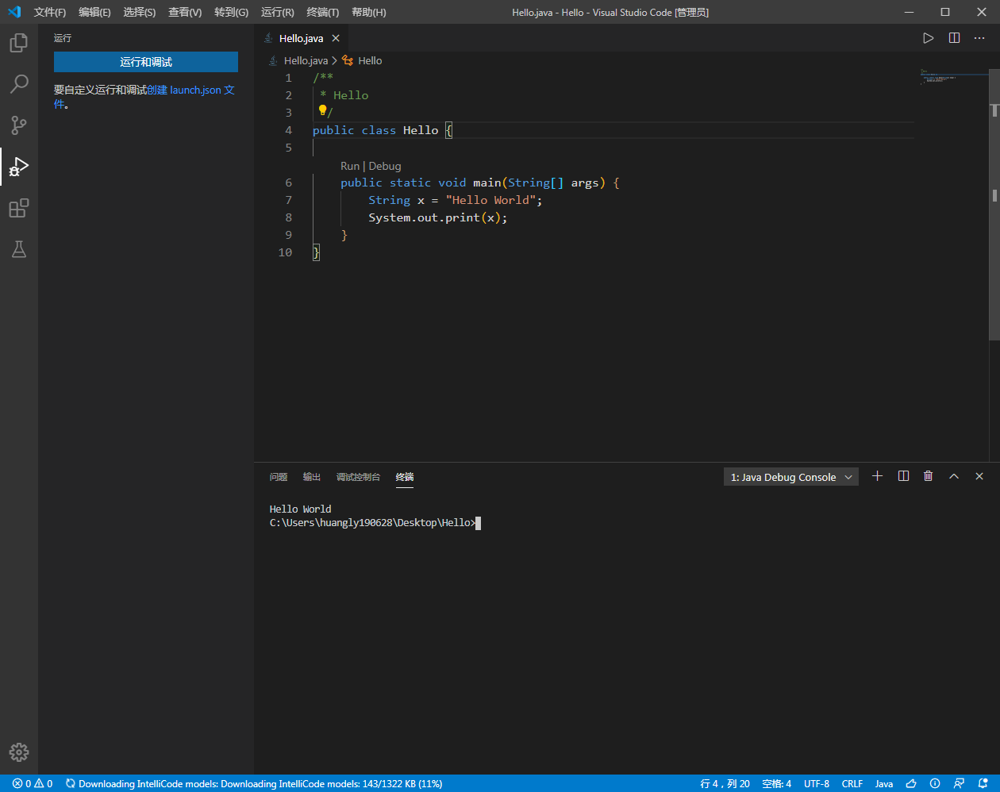 文件(F) 编辑(E) 选择(S) 查看(V) 转到(G) 运行(R) 终端(T) 帮助(H) Hello.java - Hello - Visual Studio Code [管理员]
运行
运行和调试
要自定义运行和调试创建 launch.json 文
件。
Hello.java
Hello.java > Hello
1 /**
2 * Hello
3 /
4 public class Hello {
5
Run | Debug
6 public static void main(String[] args) {
7 String x = "Hello World";
8 System.out.print(x);
9 }
10 }
问题 输出 调试控制台 终端 1: Java Debug Console
Hello World
C:\Users\huangly190628\Desktop\Hello>
0 0 Downloading IntelliCode models: Downloading IntelliCode models: 143/1322 KB (11%) 行 4，列 20 空格: 4 UTF-8 CRLF Java